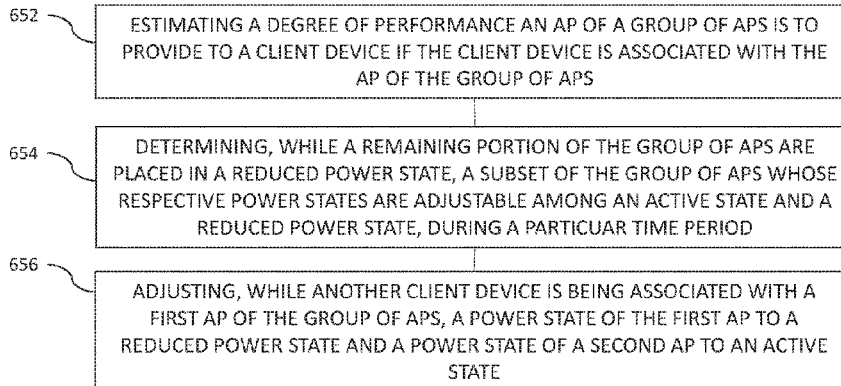 652
ESTIMATING A DEGREE OF PERFORMANCE AN AP OF A GROUP OF APS IS TO
PROVIDE TO A CLIENT DEVICE IF THE CLIENT DEVICE IS ASSOCIATED WITH THE
AP OF THE GROUP OF APS
654
DETERMINING, WHILE A REMAINING PORTION OF THE GROUP OF APS ARE
PLACED IN A REDUCED POWER STATE, A SUBSET OF THE GROUP OF APS WHOSE
RESPECTIVE POWER STATES ARE ADJUSTABLE AMONG AN ACTIVE STATE AND A
REDUCED POWER STATE, DURING A PARTICUAR TIME PERIOD
656
ADJUSTING, WHILE ANOTHER CLIENT DEVICE IS BEING ASSOCIATED WITH A
FIRST AP OF THE GROUP OF APS, A POWER STATE OF THE FIRST AP TO A
REDUCED POWER STATE AND A POWER STATE OF A SECOND AP TO AN ACTIVE
STATE